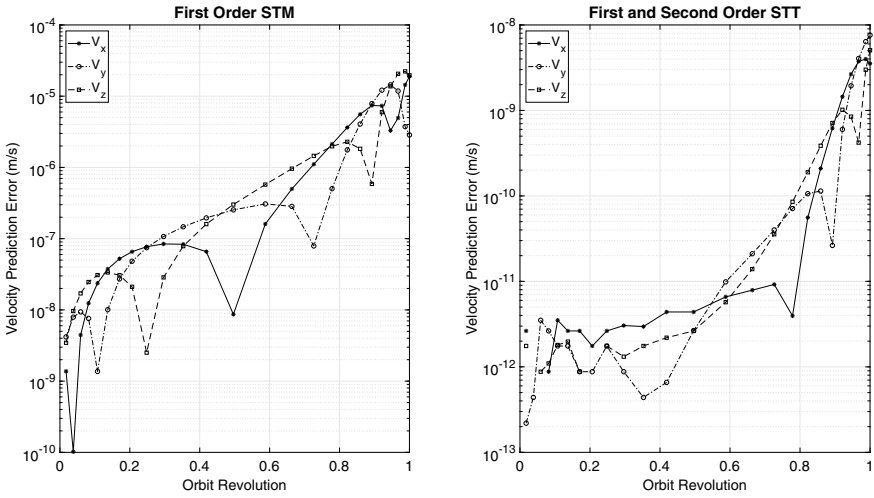 First Order STM
10^-4
10^-5
10^-6
10^-7
10^-8
10^-9
10^-10
Velocity Prediction Error (m/s)
V_x
V_y
V_z
0 0.2 0.4 0.6 0.8 1
Orbit Revolution
First and Second Order STT
10^-8
10^-9
10^-10
10^-11
10^-12
10^-13
Velocity Prediction Error (m/s)
V_x
V_y
V_z
0 0.2 0.4 0.6 0.8 1
Orbit Revolution